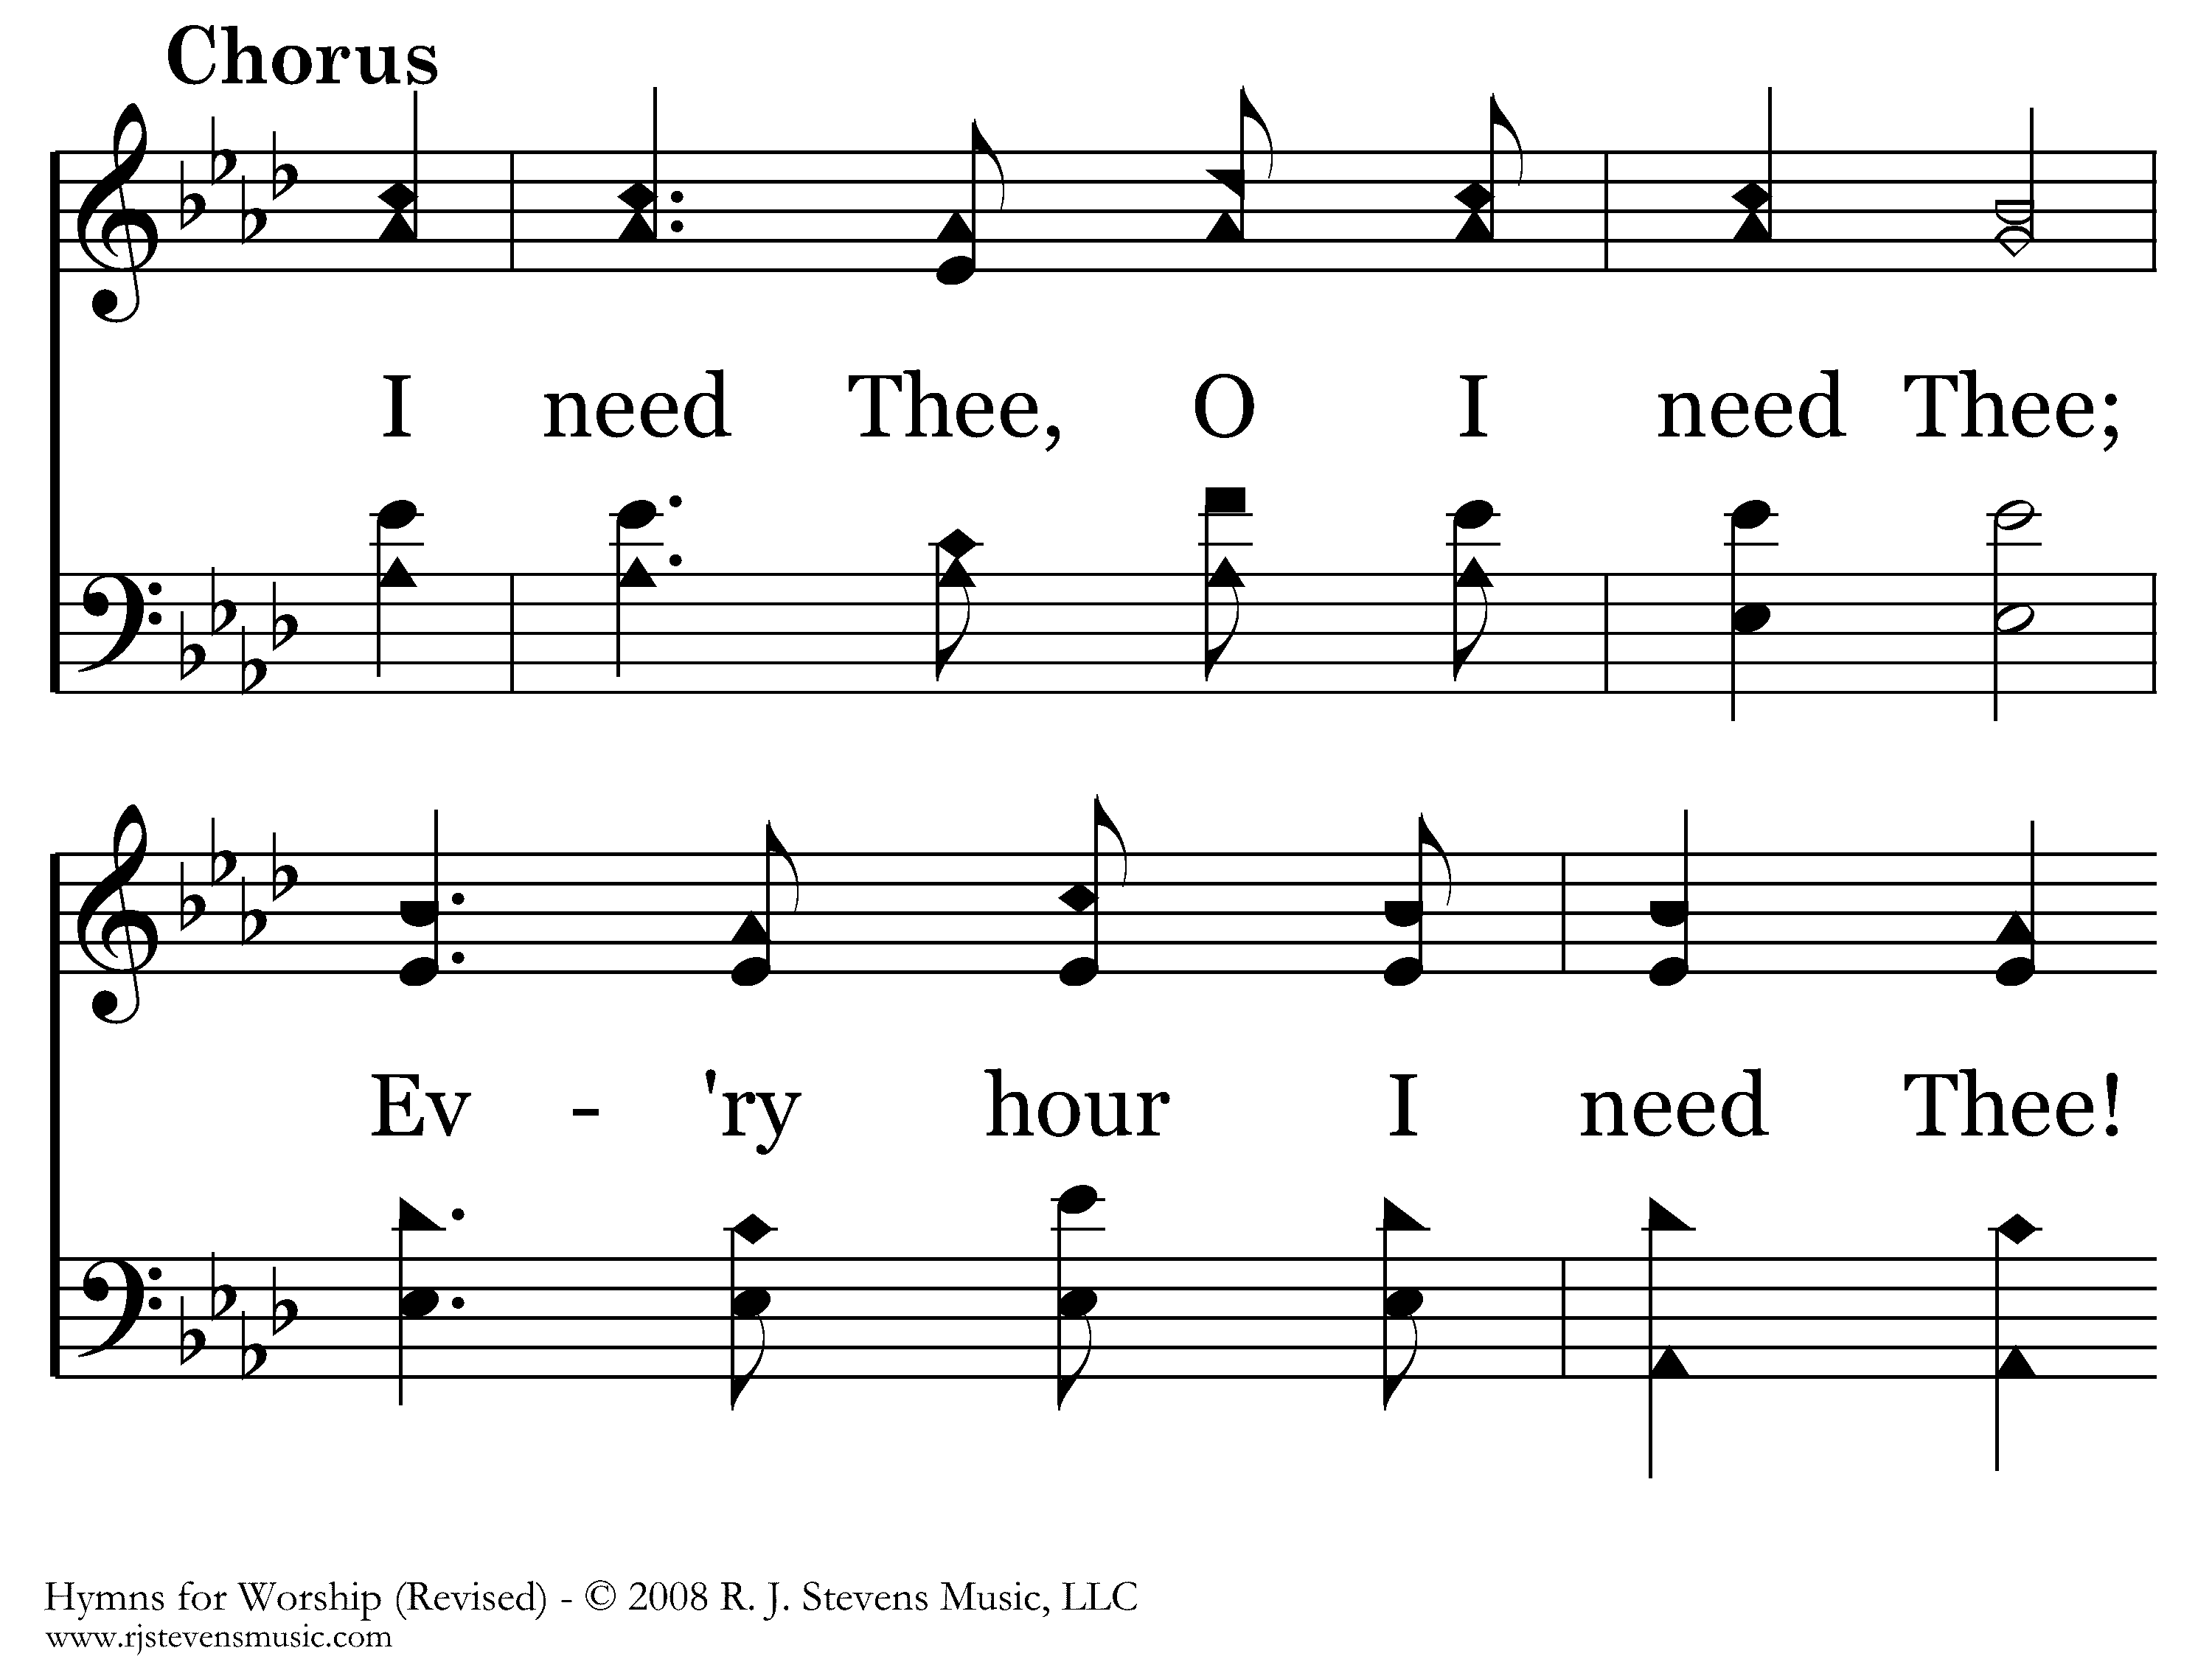 Chorus
I need Thee, O I need Thee;
Ev - 'ry hour I need Thee!
Hymns for Worship (Revised) - © 2008 R. J. Stevens Music, LLC
www.rjstevensmusic.com